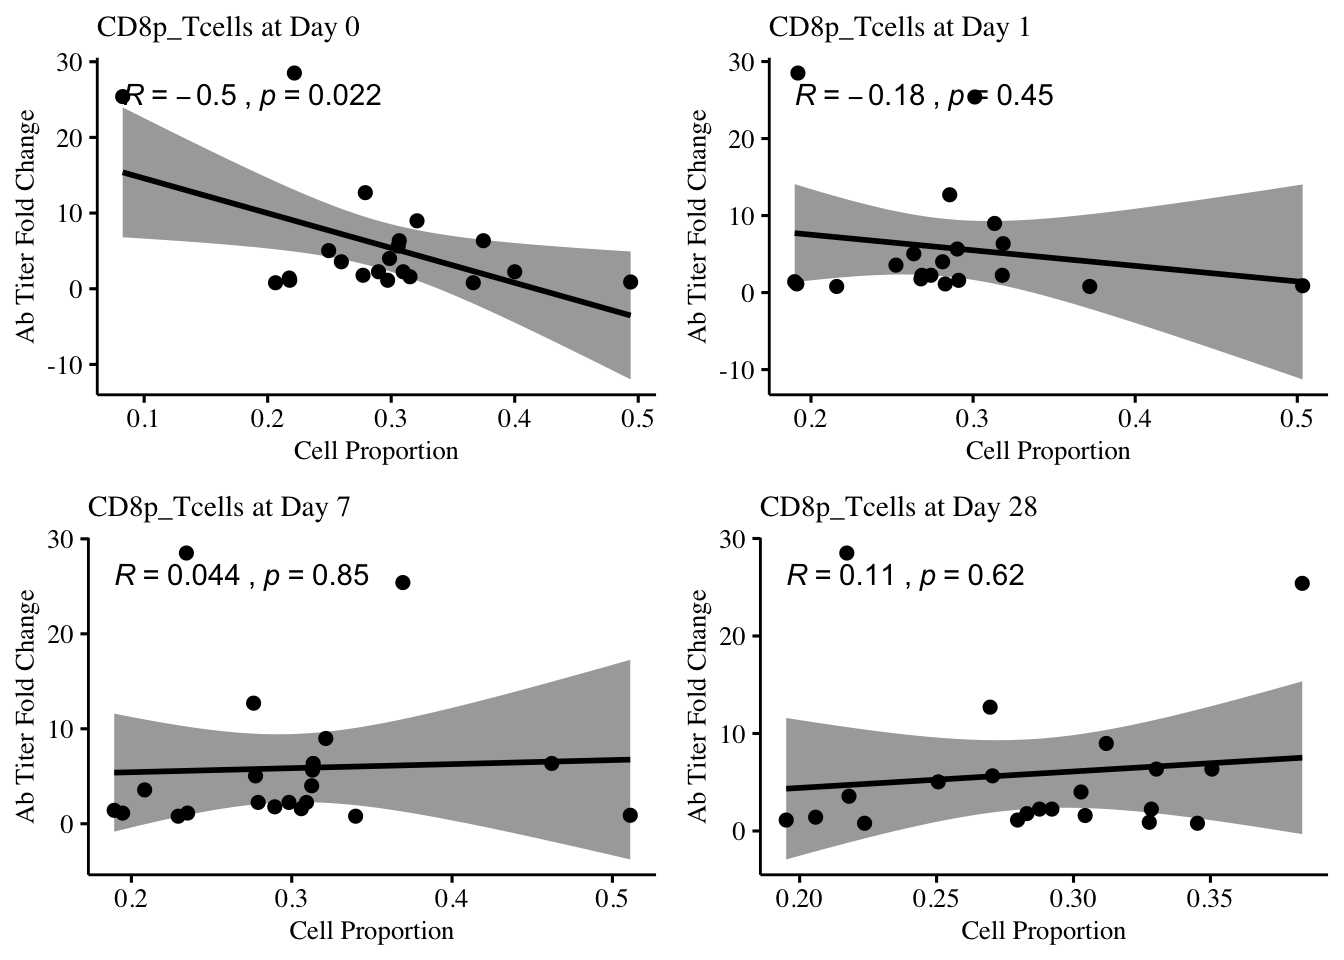 CD8p_Tcells at Day 0
R = −0.5 , p = 0.022
Ab Titer Fold Change
30
20
10
0
-10
0.1 0.2 0.3 0.4 0.5
Cell Proportion
CD8p_Tcells at Day 1
R = −0.18 , p = 0.45
Ab Titer Fold Change
30
20
10
0
-10
0.2 0.3 0.4 0.5
Cell Proportion
CD8p_Tcells at Day 7
R = 0.044 , p = 0.85
Ab Titer Fold Change
30
20
10
0
0.2 0.3 0.4 0.5
Cell Proportion
CD8p_Tcells at Day 28
R = 0.11 , p = 0.62
Ab Titer Fold Change
30
20
10
0
0.20 0.25 0.30 0.35
Cell Proportion